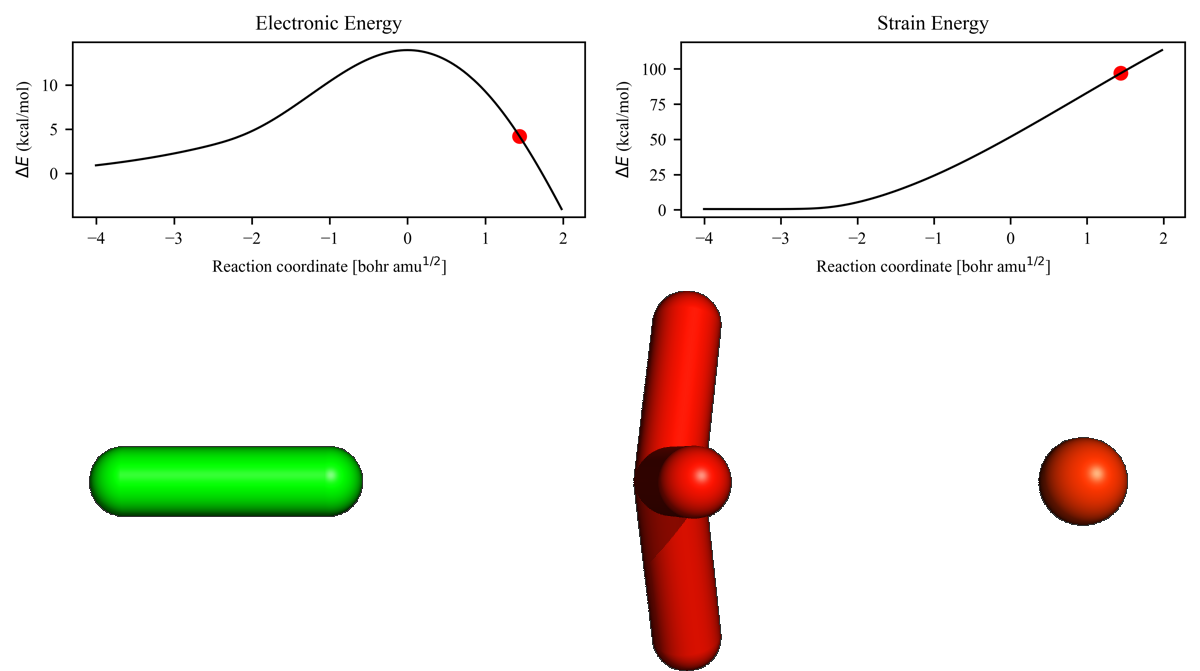 Electronic Energy
ΔE (kcal/mol)
10
5
0
−4 −3 −2 −1 0 1 2
Reaction coordinate [bohr amu^1/2]
Strain Energy
ΔE (kcal/mol)
100
75
50
25
0
−4 −3 −2 −1 0 1 2
Reaction coordinate [bohr amu^1/2]